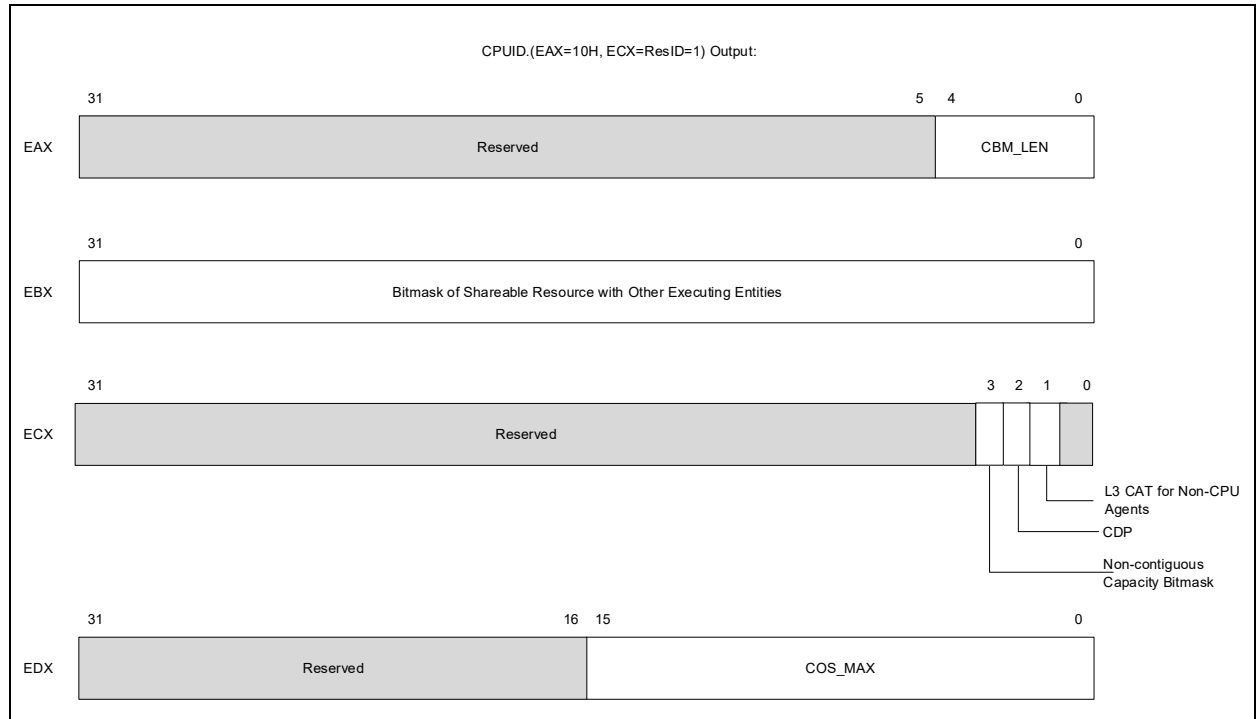 CPUID.(EAX=10H, ECX=ResID=1) Output:
31 5 4 0
EAX Reserved CBM_LEN
31 0
EBX Bitmask of Shareable Resource with Other Executing Entities
31 3 2 1 0
ECX Reserved
L3 CAT for Non-CPU
Agents
CDP
Non-contiguous
Capacity Bitmask
31 16 15 0
EDX Reserved COS_MAX